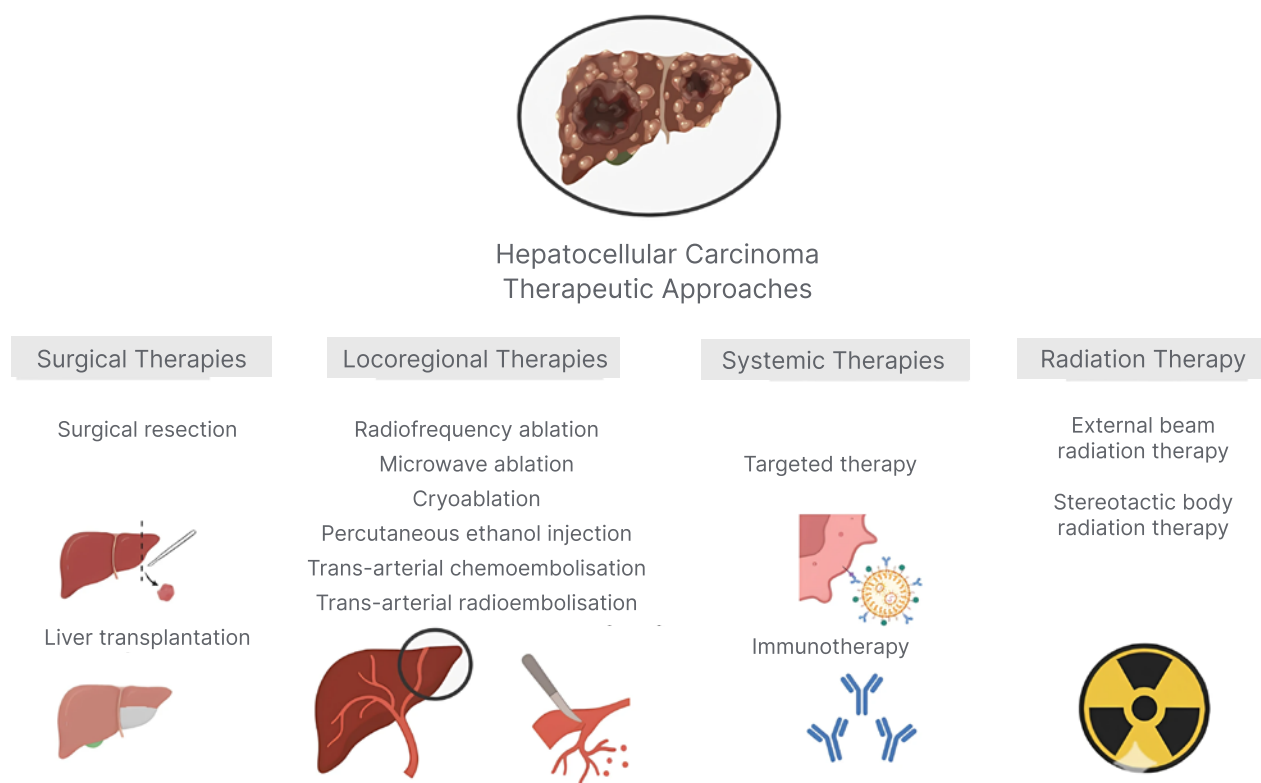 Hepatocellular Carcinoma
Therapeutic Approaches
Surgical Therapies
Surgical resection
Liver transplantation
Locoregional Therapies
Radiofrequency ablation
Microwave ablation
Cryoablation
Percutaneous ethanol injection
Trans-arterial chemoembolisation
Trans-arterial radioembolisation
Systemic Therapies
Targeted therapy
Immunotherapy
Radiation Therapy
External beam
radiation therapy
Stereotactic body
radiation therapy